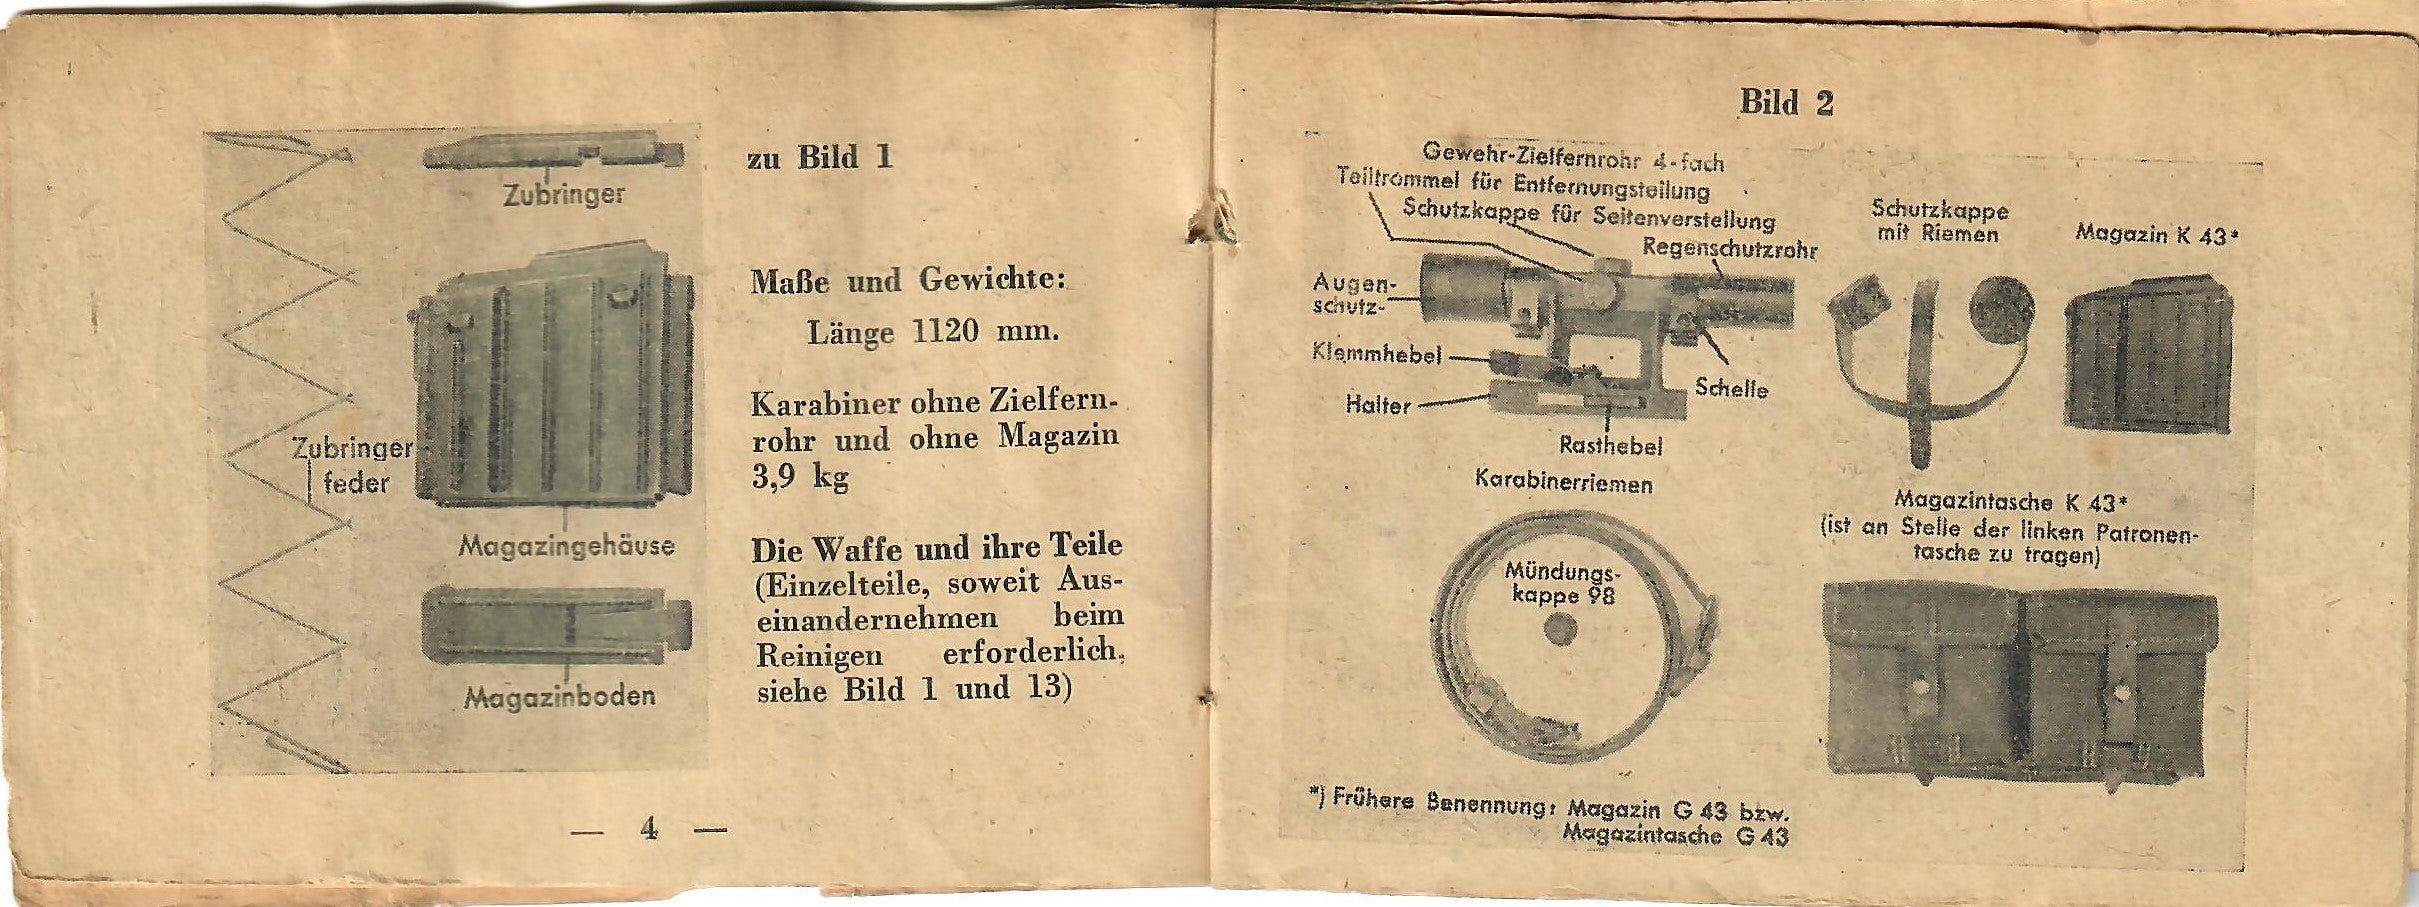 Zubringer
Zubringer
feder
Magazingehäuse
Magazinboden
zu Bild 1
Maße und Gewichte:
Länge 1120 mm.
Karabiner ohne Zielfern-
rohr und ohne Magazin
3,9 kg
Die Waffe und ihre Teile
(Einzelteile, soweit Aus-
einandernehmen beim
Reinigen erforderlich,
siehe Bild 1 und 13)
— 4 —
Bild 2
Gewehr-Zielfernrohr 4-fach
Teiltrommel für Entfernungsteilung
Schutzkappe für Seitenverstellung
Regenschutzrohr
Augen-
schutz-
Klemmhebel
Halter
Schelle
Rasthebel
Schutzkappe
mit Riemen
Magazin K 43*
Karabinerriemen
Mündungs-
kappe 98
Magazintasche K 43*
(ist an Stelle der linken Patronen-
tasche zu tragen)
*) Frühere Benennung: Magazin G 43 bzw.
Magazintasche G 43